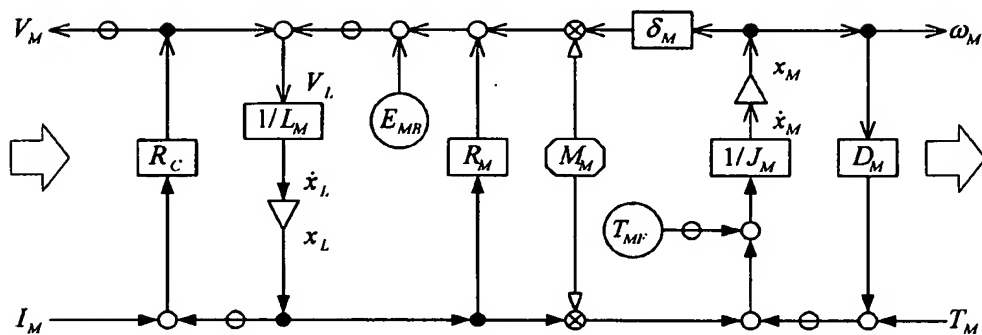 V_M
δ_M
ω_M
x_M
V_L
1/L_M
E_MB
ẋ_M
R_C
R_M
M_M
1/J_M
D_M
ẋ_L
x_L
T_MF
I_M
T_M